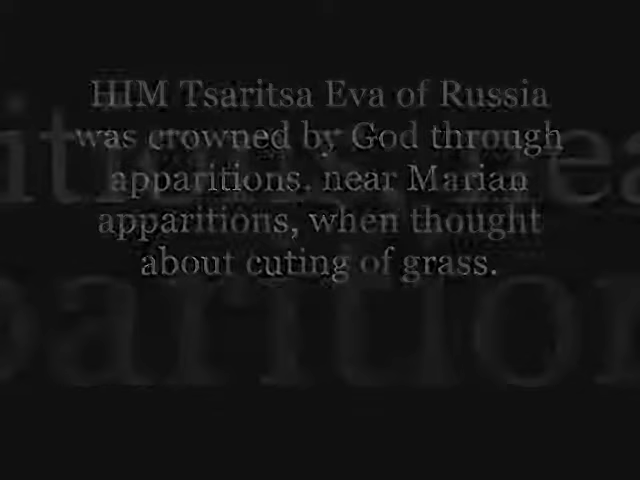 HIM Tsaritsa Eva of Russia
was crowned by God through
apparitions. near Marian
apparitions, when thought
about cuting of grass.